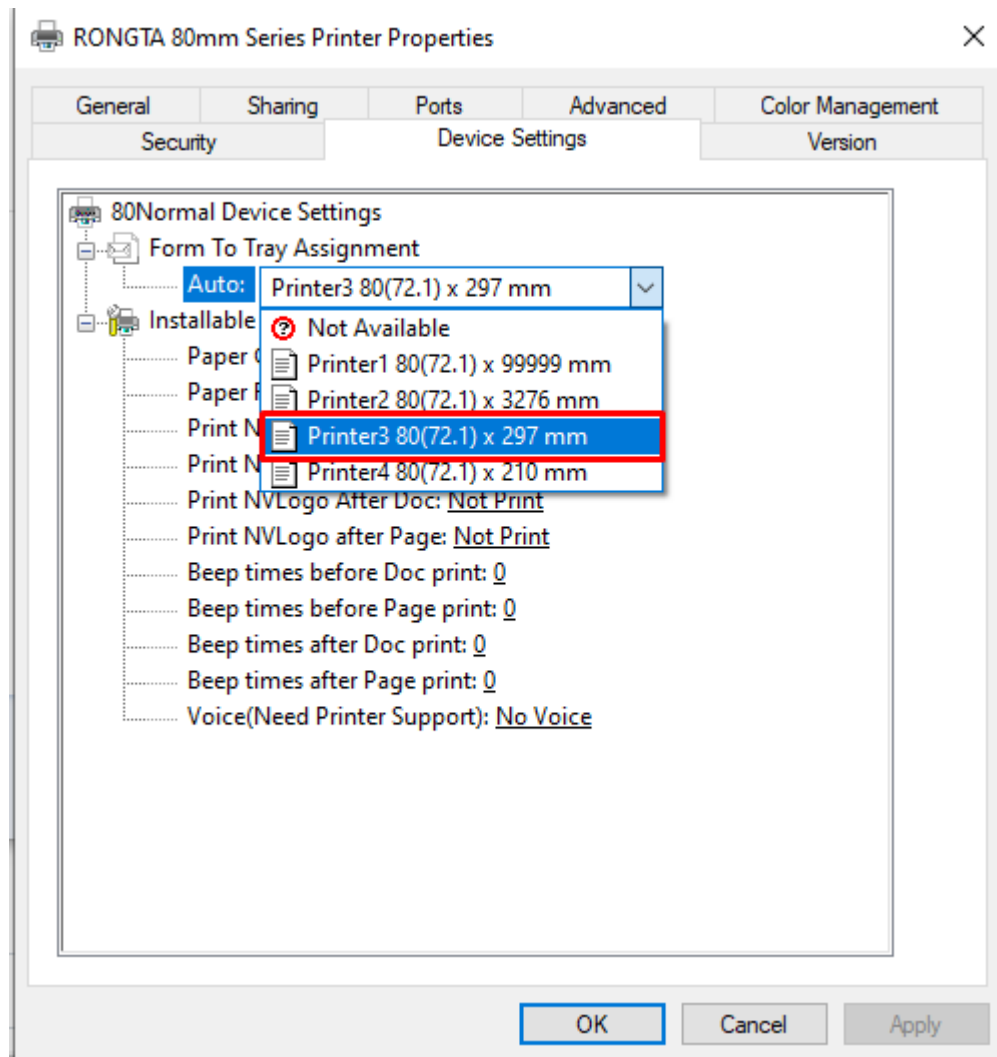 RONGTA 80mm Series Printer Properties
General Sharing Ports Advanced Color Management
Security Device Settings Version
80Normal Device Settings
Form To Tray Assignment
Auto: Printer3 80(72.1) x 297 mm
Installable
Not Available
Paper
Printer1 80(72.1) x 99999 mm
Paper
Printer2 80(72.1) x 3276 mm
Print
Printer3 80(72.1) x 297 mm
Print
Printer4 80(72.1) x 210 mm
Print NVLogo After Doc: Not Print
Print NVLogo after Page: Not Print
Beep times before Doc print: 0
Beep times before Page print: 0
Beep times after Doc print: 0
Beep times after Page print: 0
Voice(Need Printer Support): No Voice
OK Cancel Apply